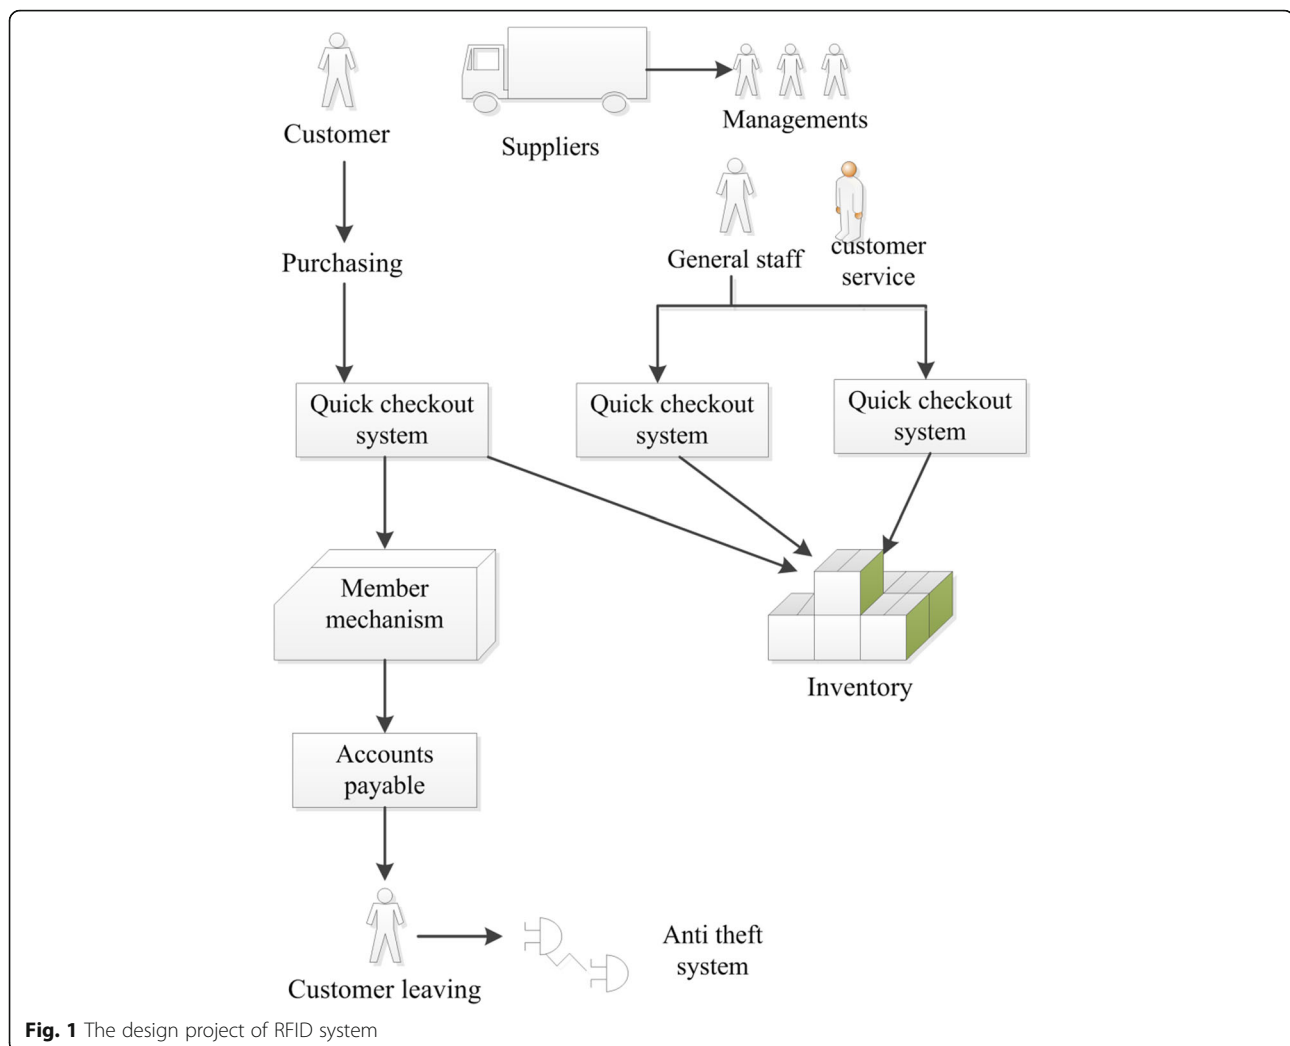 Customer
Suppliers
Managements
Purchasing
General staff
customer
service
Quick checkout
system
Quick checkout
system
Quick checkout
system
Member
mechanism
Inventory
Accounts
payable
Customer leaving
Anti theft
system
Fig. 1 The design project of RFID system